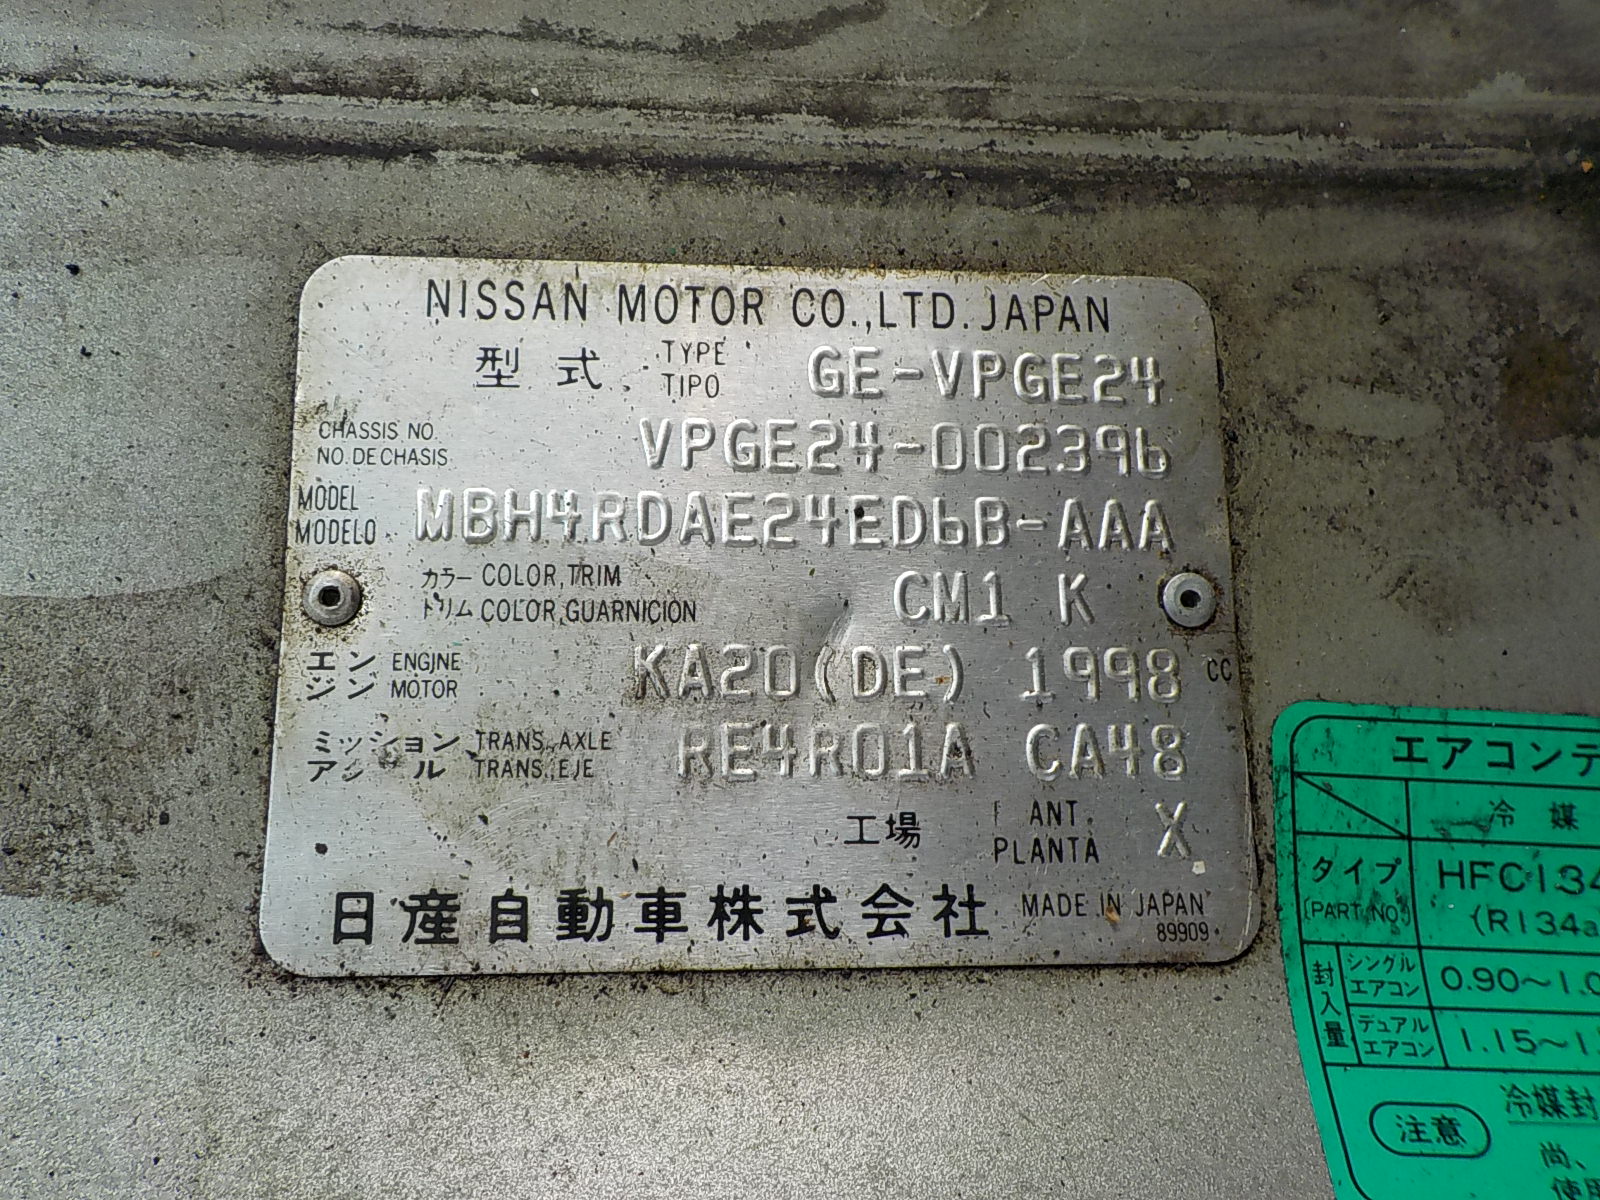 NISSAN MOTOR CO.,LTD. JAPAN
型式 TYPE TIPO GE-VPGE24
CHASSIS NO. NO. DE CHASIS VPGE24-002396
MODEL MODELO MBH4RDAE24ED6B-AAA
カラー COLOR,TRIM
トリム COLOR,GUARNICION CM1 K
エンジン ENGINE MOTOR KA20(DE) 1998 CC
ミッション TRANS.,AXLE
TRANS.,EJE RE4R01A CA48
工場 PLANTA X
日産自動車株式会社 MADE IN JAPAN
89909
エアコンデ
冷媒
タイプ HFC134
(PART NO.) (R134a
封入量 シングルエアコン 0.90~1.0
デュアルエアコン 1.15~1.
冷媒封
注意
尚、
使用